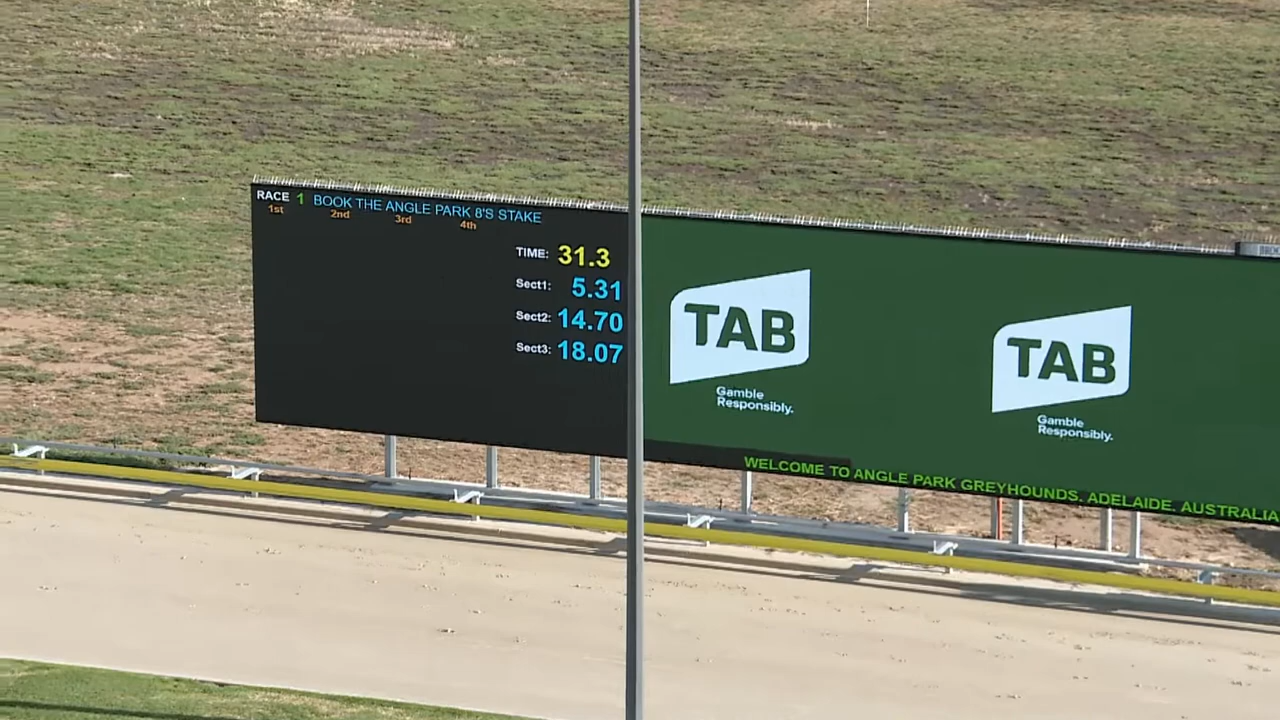 RACE 1 BOOK THE ANGLE PARK 8'S STAKE
1st 2nd 3rd 4th
TIME: 31.3
Sect1: 5.31
Sect2: 14.70
Sect3: 18.07
TAB
Gamble
Responsibly.
TAB
Gamble
Responsibly.
WELCOME TO ANGLE PARK GREYHOUNDS. ADELAIDE. AUSTRALIA